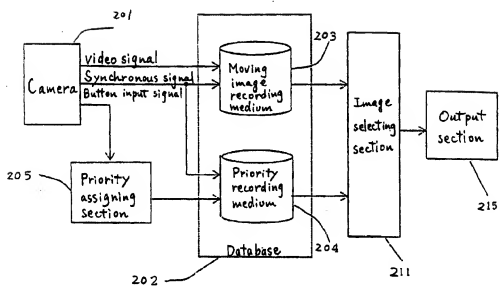 201
Video signal
Synchronous signal
Button input signal
Camera
203
Moving
image
recording
medium
Image
selecting
section
Output
section
215
205
Priority
assigning
section
Priority
recording
medium
204
Database
202
211